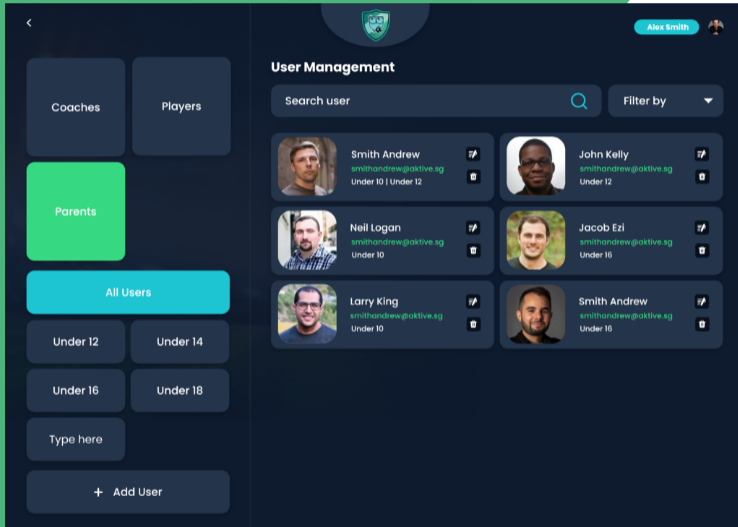 Alex Smith
Coaches
Players
Parents
All Users
Under 12
Under 14
Under 16
Under 18
Type here
+ Add User
User Management
Search user
Filter by
Smith Andrew
smithandrew@aktive.sg
Under 10 | Under 12
John Kelly
smithandrew@aktive.sg
Under 12
Neil Logan
smithandrew@aktive.sg
Under 10
Jacob Ezi
smithandrew@aktive.sg
Under 16
Larry King
smithandrew@aktive.sg
Under 10
Smith Andrew
smithandrew@aktive.sg
Under 16